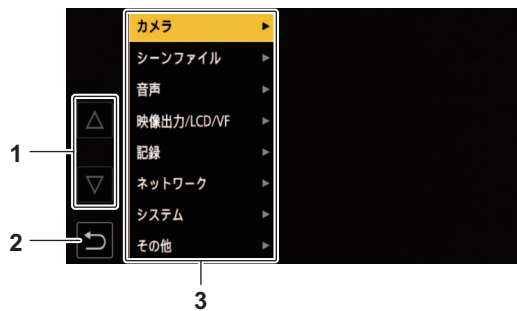 カメラ
シーンファイル
音声
映像出力/LCD/VF
記録
ネットワーク
システム
その他
1
2
3